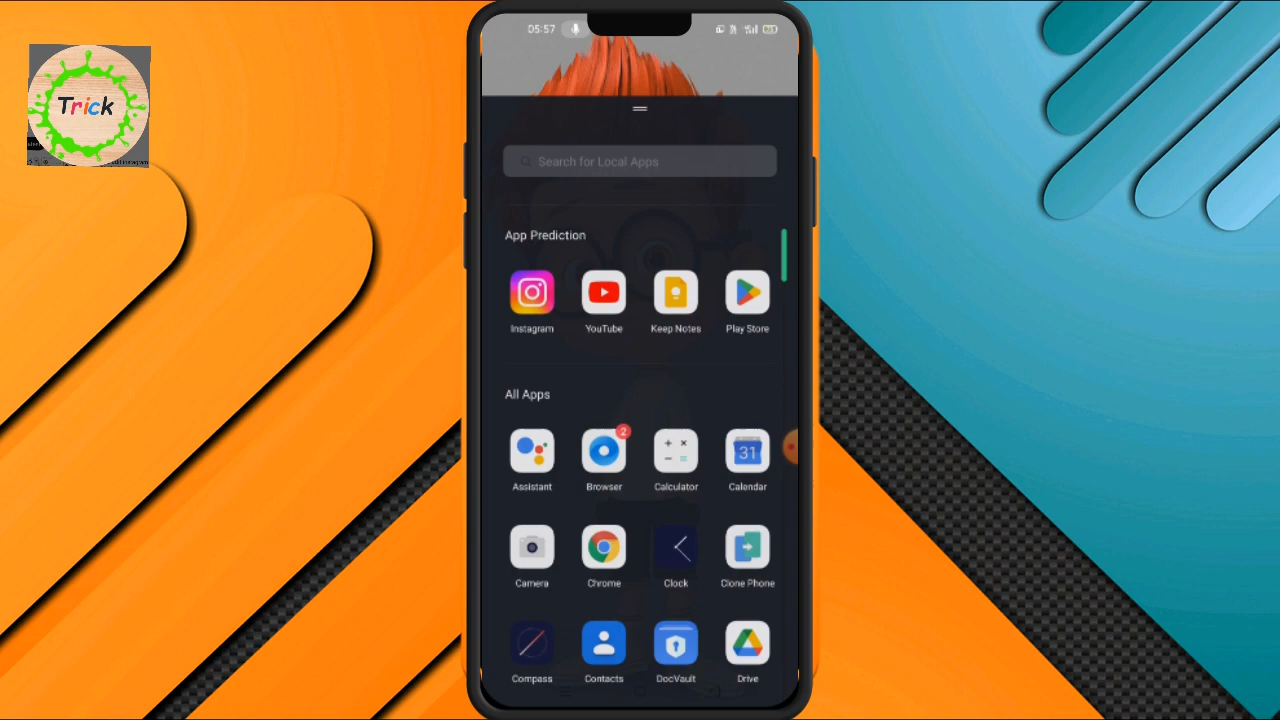 Trick
05:57
Search for Local Apps
App Prediction
Instagram
YouTube
Keep Notes
Play Store
All Apps
2
31
Assistant
Browser
Calculator
Calendar
Camera
Chrome
Clock
Clone Phone
Compass
Contacts
DocVault
Drive